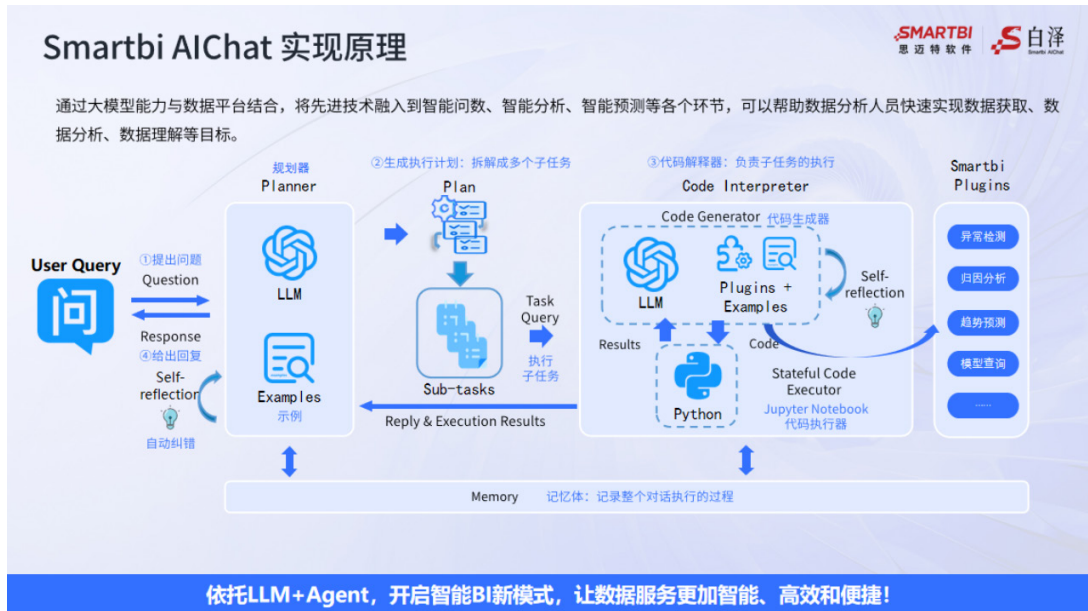 Smartbi AIChat 实现原理
SMARTBI
思迈特软件
白泽
Smartbi AIChat
通过大模型能力与数据平台结合，将先进技术融入到智能问数、智能分析、智能预测等各个环节，可以帮助数据分析人员快速实现数据获取、数
据分析、数据理解等目标。
规划器
Planner
②生成执行计划：拆解成多个子任务
Plan
③代码解释器：负责子任务的执行
Code Interpreter
Smartbi
Plugins
User Query
问
①提出问题
Question
Response
④给出回复
Self-
reflection
自动纠错
LLM
Examples
示例
Sub-tasks
Task
Query
执行
子任务
Reply & Execution Results
Code Generator 代码生成器
LLM
Plugins +
Examples
Self-
reflection
Results
Code
Python
Stateful Code
Executor
Jupyter Notebook
代码执行器
异常检测
归因分析
趋势预测
模型查询
......
Memory 记忆体：记录整个对话执行的过程
依托LLM+Agent，开启智能BI新模式，让数据服务更加智能、高效和便捷！